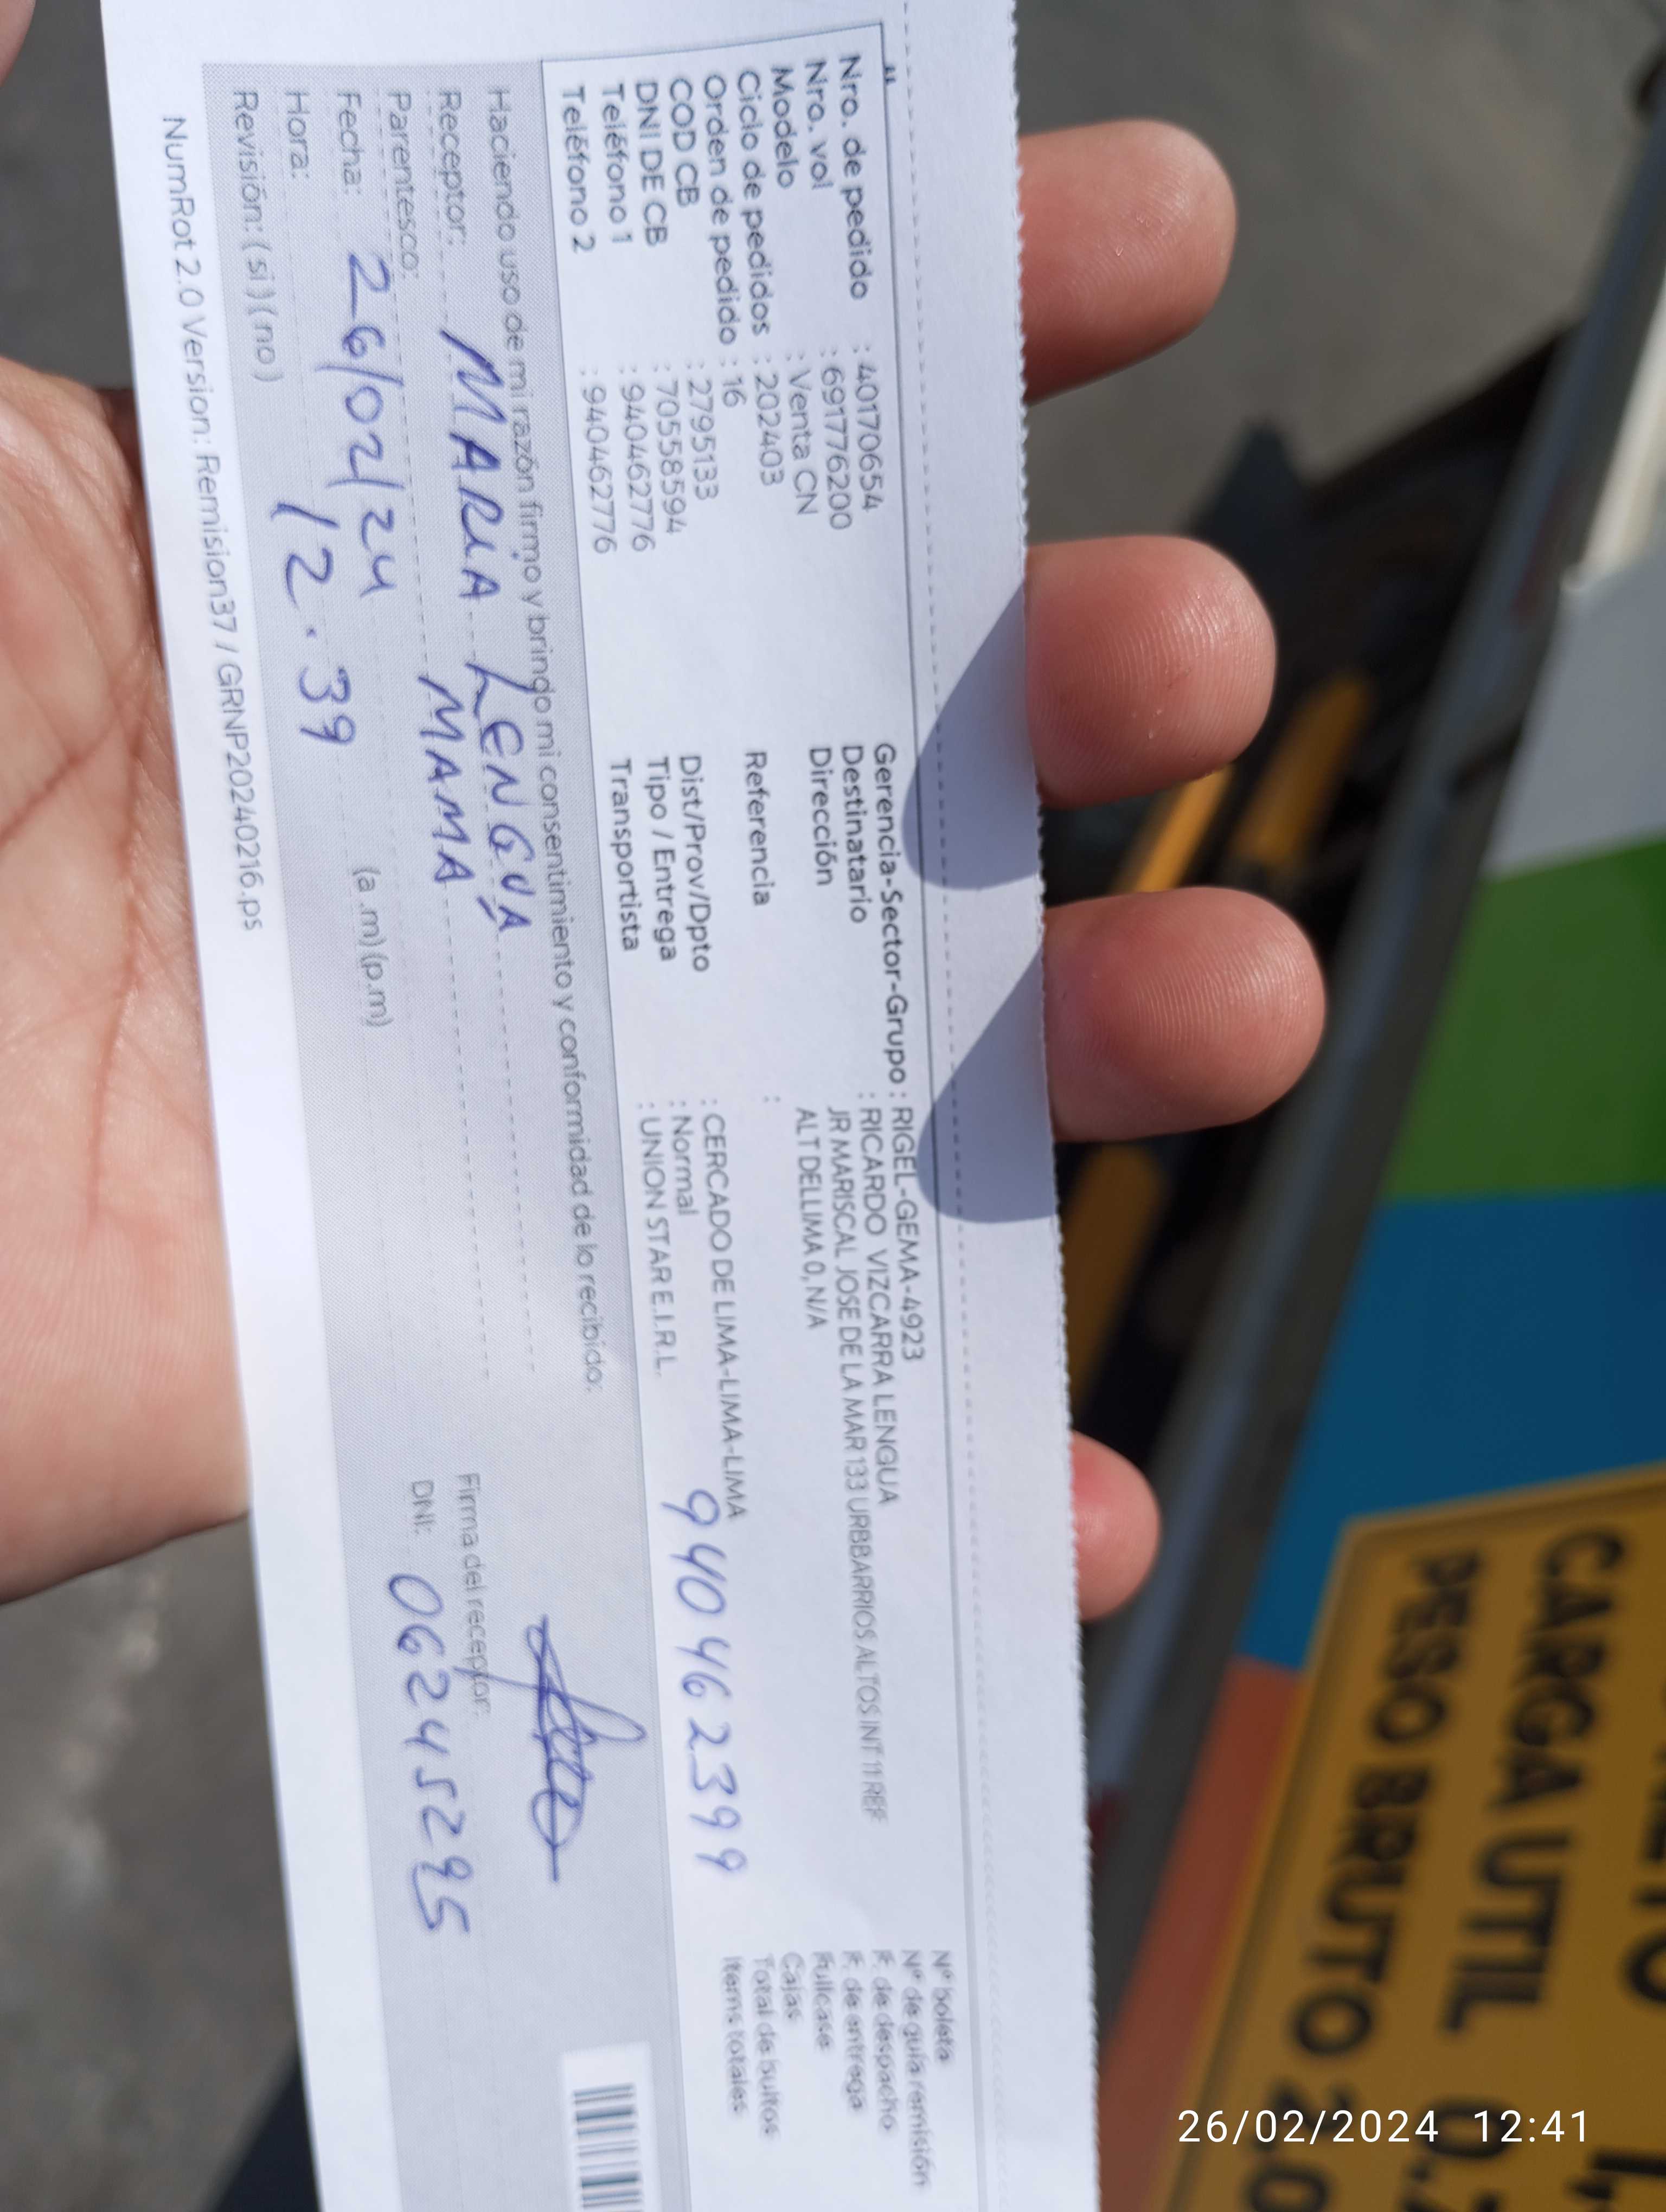 Nro. de pedido : 40170654
Nro. vol : 691776200
Modelo : Venta CN
Ciclo de pedidos : 202403
Orden de pedido : 16
COD CB : 2795133
DNI DE CB : 70558594
Teléfono 1 : 940462776
Teléfono 2 : 940462776
Gerencia-Sector-Grupo : RIGEL-GEMA-4923
Destinatario : RICARDO VIZCARRA LENGUA
Dirección JR MARISCAL JOSE DE LA MAR 133 URBBARRIOS ALTOS INT 11 REF
ALT DELLIMA 0, N/A
Referencia :
Dist/Prov/Dpto : CERCADO DE LIMA-LIMA-LIMA
Tipo / Entrega : Normal
Transportista : UNION STAR E.I.R.L.
940462399
N° boleta
N° de guía remisión
F. de despacho
F. de entrega
Fullcase
Cajas
Total de bultos
Items totales
Haciendo uso de mi razón firmo y brindo mi consentimiento y conformidad de lo recibido.
Receptor: MARIA LENGUA
Parentesco: MAMA
Fecha: 26/02/24
Hora: 12.39 (a.m)(p.m)
Revisión: (si)(no)
Firma del receptor:
DNI: 06245295
NumRot 2.0 Version: Remision37 / GRNP20240216.ps
CARGA UTIL 0.
PESO BRUTO 2.0
26/02/2024 12:41